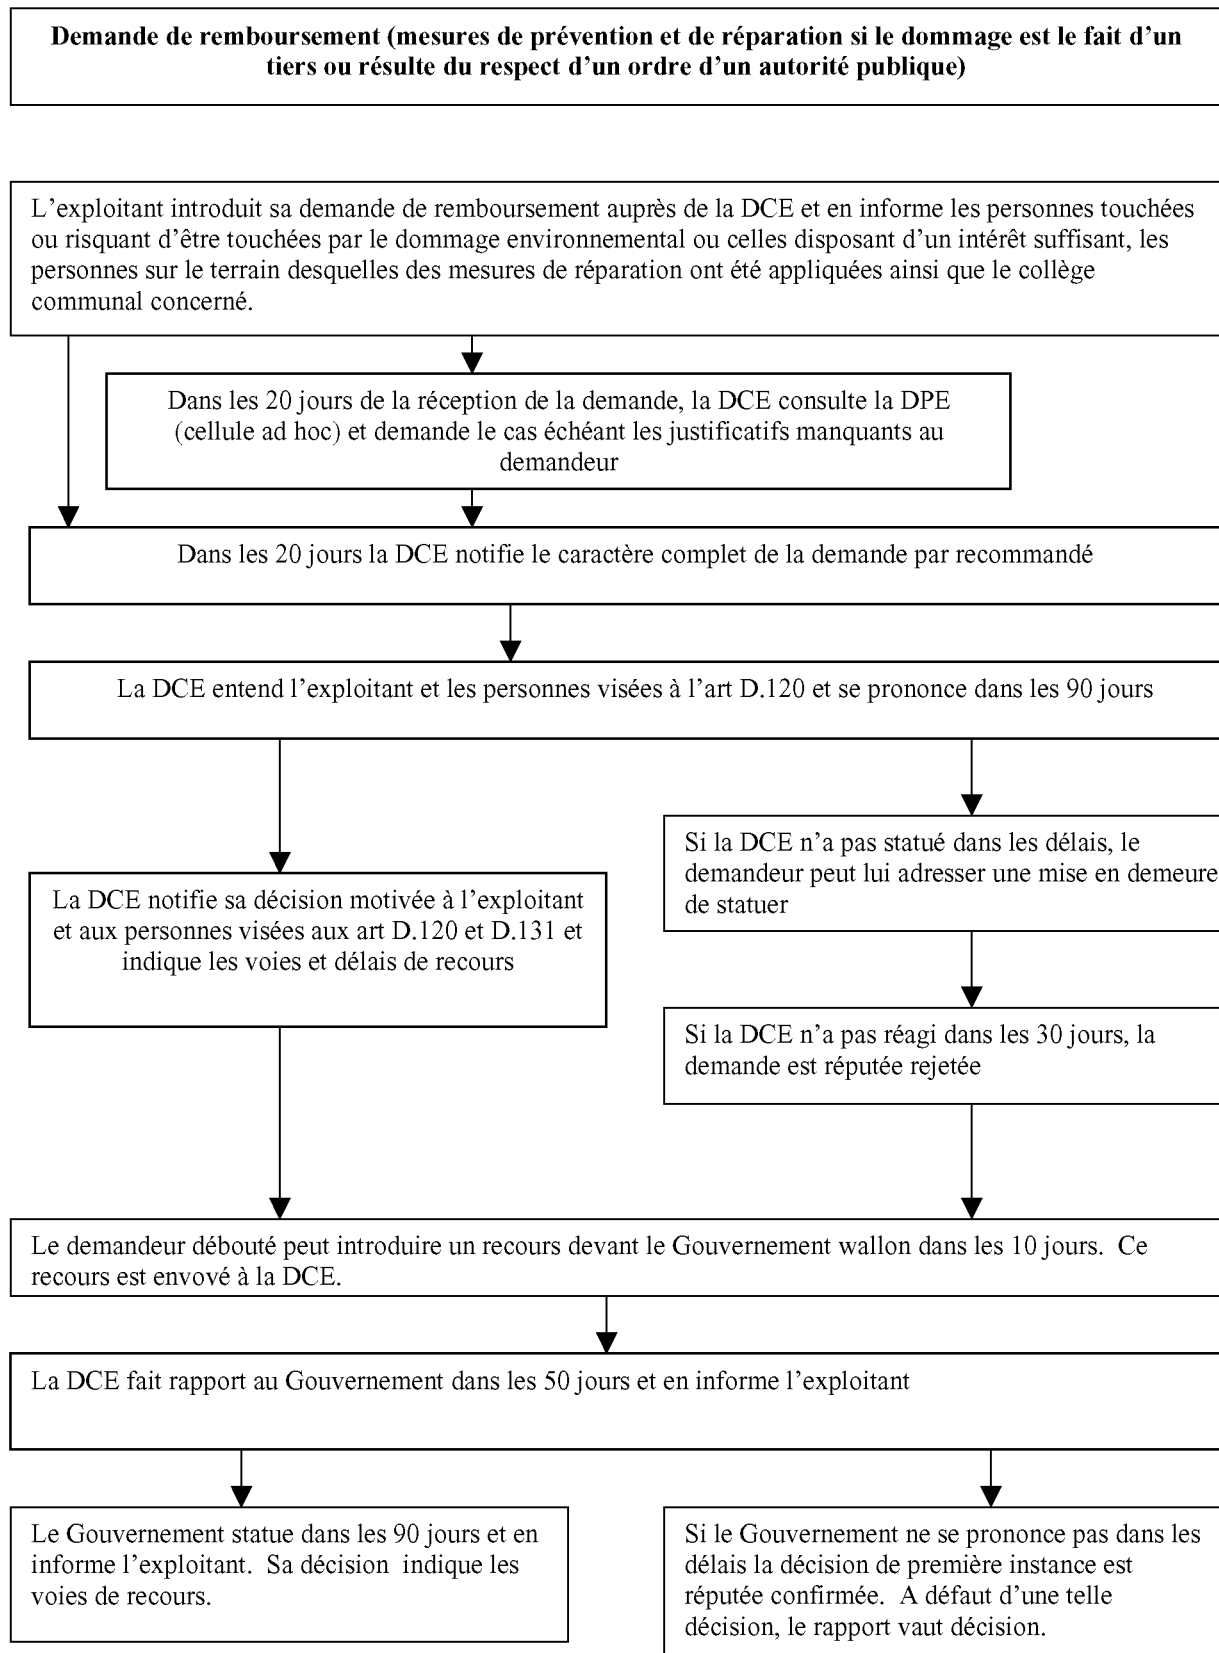 Demande de remboursement (mesures de prévention et de réparation si le dommage est le fait d’un
tiers ou résulte du respect d’un ordre d’un autorité publique)
L’exploitant introduit sa demande de remboursement auprès de la DCE et en informe les personnes touchées
ou risquant d’être touchées par le dommage environnemental ou celles disposant d’un intérêt suffisant, les
personnes sur le terrain desquelles des mesures de réparation ont été appliquées ainsi que le collège
communal concerné.
Dans les 20 jours de la réception de la demande, la DCE consulte la DPE
(cellule ad hoc) et demande le cas échéant les justificatifs manquants au
demandeur
Dans les 20 jours la DCE notifie le caractère complet de la demande par recommandé
La DCE entend l’exploitant et les personnes visées à l’art D.120 et se prononce dans les 90 jours
Si la DCE n’a pas statué dans les délais, le
demandeur peut lui adresser une mise en demeure
de statuer
La DCE notifie sa décision motivée à l’exploitant
et aux personnes visées aux art D.120 et D.131 et
indique les voies et délais de recours
Si la DCE n’a pas réagi dans les 30 jours, la
demande est réputée rejetée
Le demandeur débouté peut introduire un recours devant le Gouvernement wallon dans les 10 jours. Ce
recours est envoyé à la DCE.
La DCE fait rapport au Gouvernement dans les 50 jours et en informe l’exploitant
Le Gouvernement statue dans les 90 jours et en
informe l’exploitant. Sa décision indique les
voies de recours.
Si le Gouvernement ne se prononce pas dans les
délais la décision de première instance est
réputée confirmée. A défaut d’une telle
décision, le rapport vaut décision.